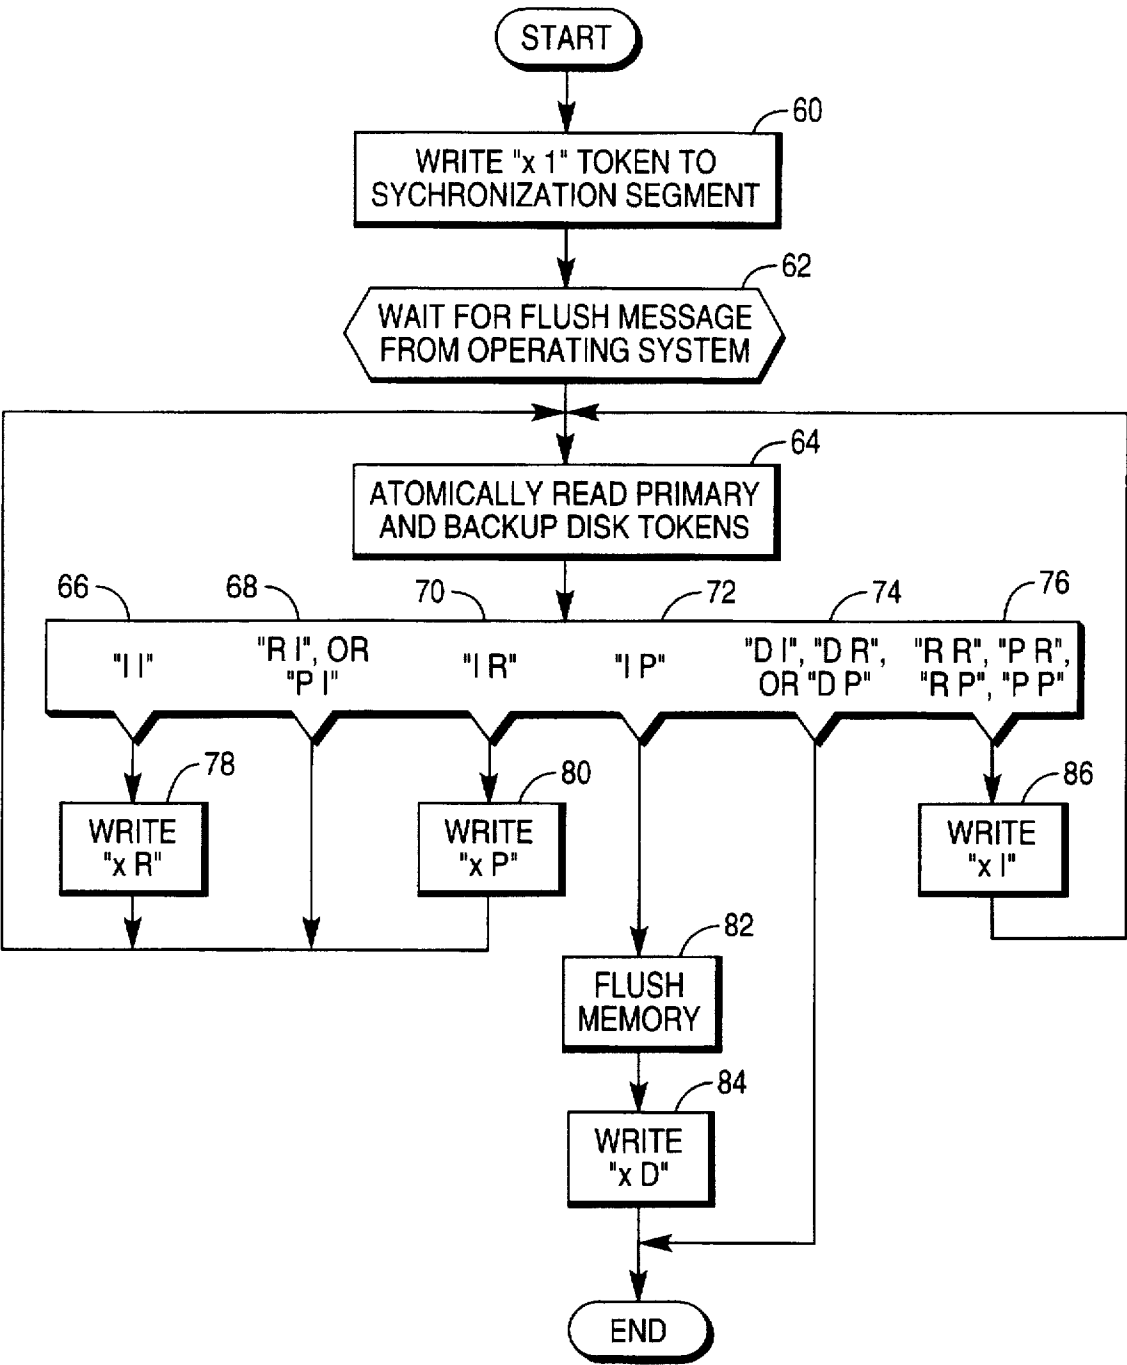 START
60
WRITE "x 1" TOKEN TO
SYCHRONIZATION SEGMENT
62
WAIT FOR FLUSH MESSAGE
FROM OPERATING SYSTEM
64
ATOMICALLY READ PRIMARY
AND BACKUP DISK TOKENS
66
68
70
72
74
76
"I I"
"R I", OR
"P I"
"I R"
"I P"
"D I", "D R",
OR "D P"
"R R", "P R",
"R P", "P P"
78
WRITE
"x R"
80
WRITE
"x P"
86
WRITE
"x I"
82
FLUSH
MEMORY
84
WRITE
"x D"
END